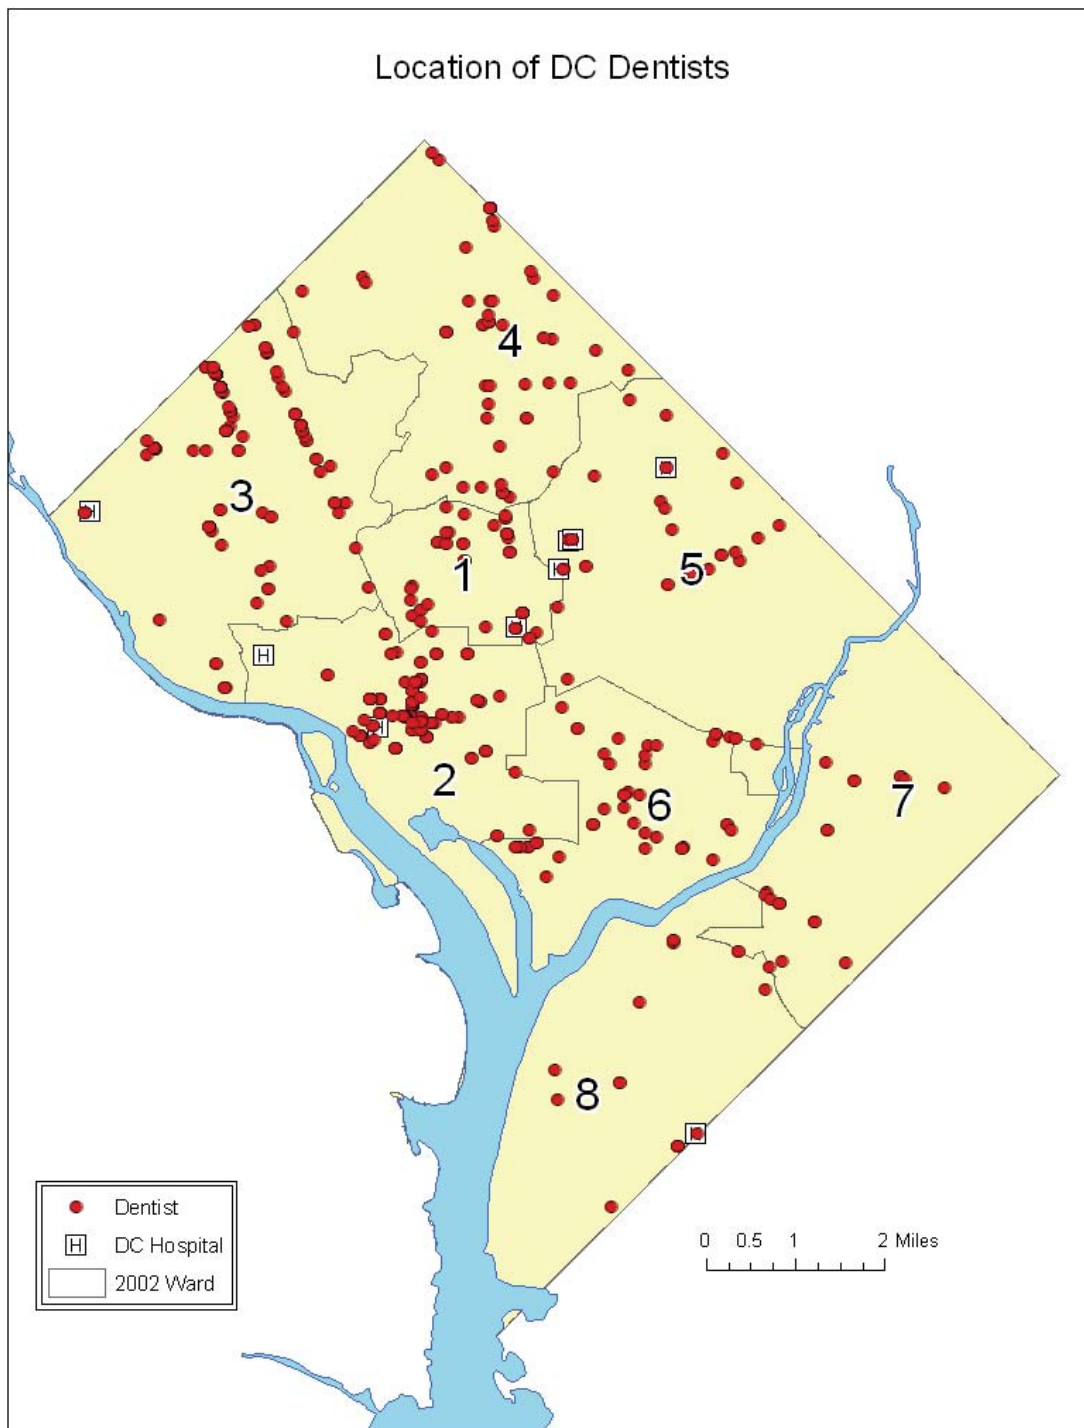 Location of DC Dentists
4
3
1
5
H
H
H
2
6
7
8
H
Dentist
H DC Hospital
2002 Ward
0 0.5 1 2 Miles